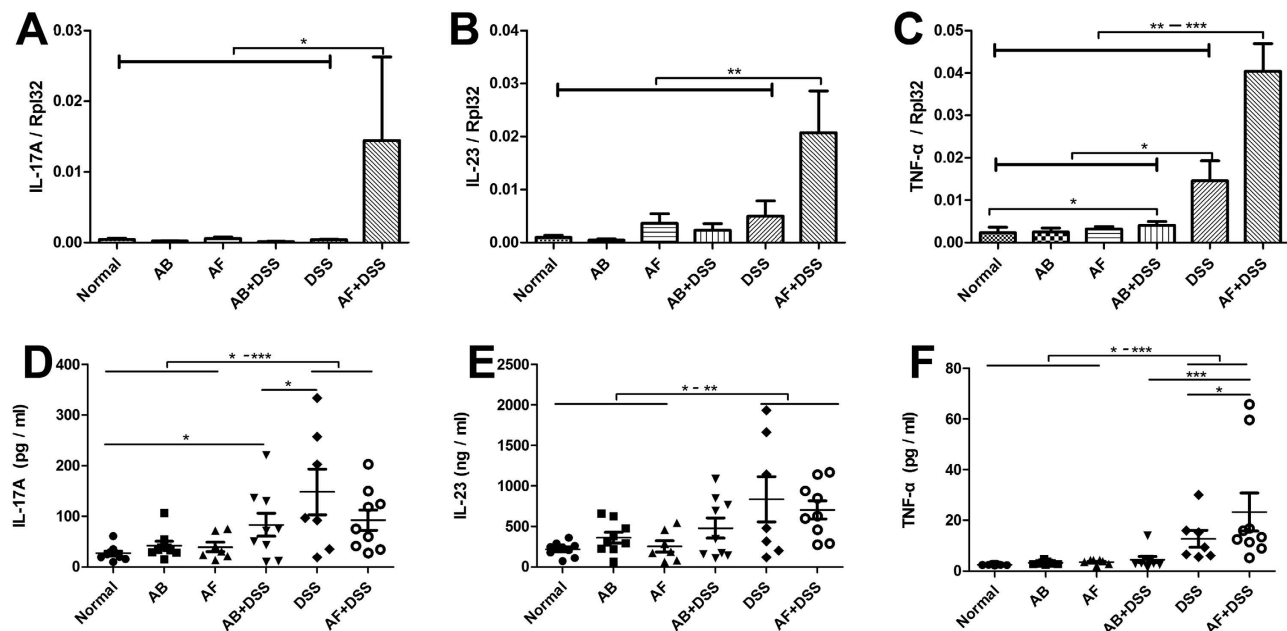 A
IL-17A / Rpl32
0.03
0.02
0.01
0.00
*
Normal
AB
AF
AB+DSS
DSS
AF+DSS
B
IL-23 / Rpl32
0.04
0.03
0.02
0.01
0.00
**
Normal
AB
AF
AB+DSS
DSS
AF+DSS
C
TNF-α / Rpl32
0.05
0.04
0.03
0.02
0.01
0.00
** – ***
*
*
Normal
AB
AF
AB+DSS
DSS
AF+DSS
D
IL-17A (pg / ml)
400
300
200
100
0
* - ***
*
*
Normal
AB
AF
AB+DSS
DSS
AF+DSS
E
IL-23 (ng / ml)
2500
2000
1500
1000
500
0
* - **
Normal
AB
AF
AB+DSS
DSS
AF+DSS
F
TNF-α (pg / ml)
80
60
40
20
0
* - ***
***
*
Normal
AB
AF
AB+DSS
DSS
AF+DSS